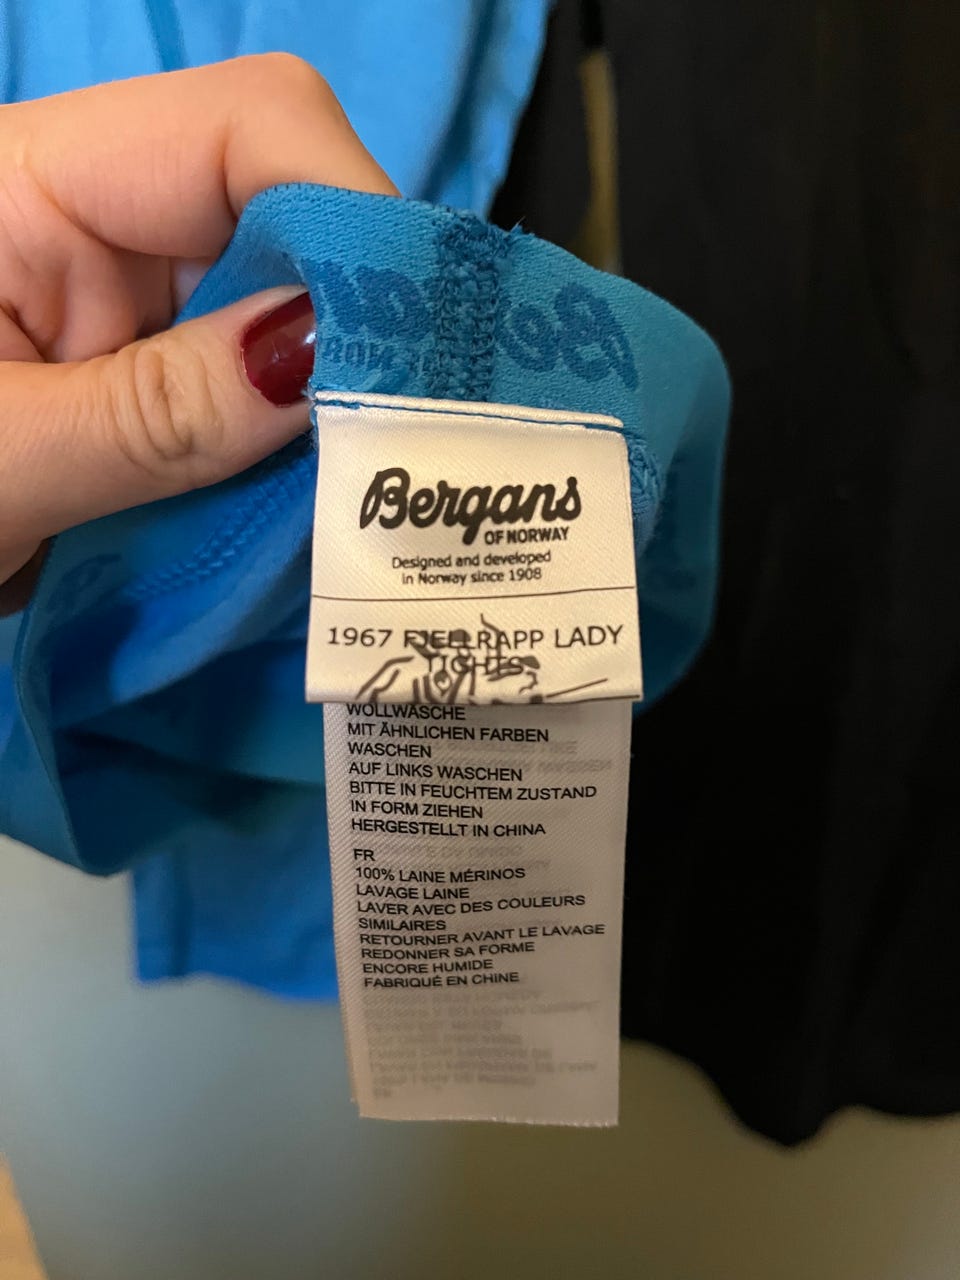 Bergans
OF NORWAY
Designed and developed
in Norway since 1908
1967 FJELLRAPP LADY
TIGHTS
WOLLWÄSCHE
MIT ÄHNLICHEN FARBEN
WASCHEN
AUF LINKS WASCHEN
BITTE IN FEUCHTEM ZUSTAND
IN FORM ZIEHEN
HERGESTELLT IN CHINA
FR
100% LAINE MÉRINOS
LAVAGE LAINE
LAVER AVEC DES COULEURS
SIMILAIRES
RETOURNER AVANT LE LAVAGE
REDONNER SA FORME
ENCORE HUMIDE
FABRIQUÉ EN CHINE